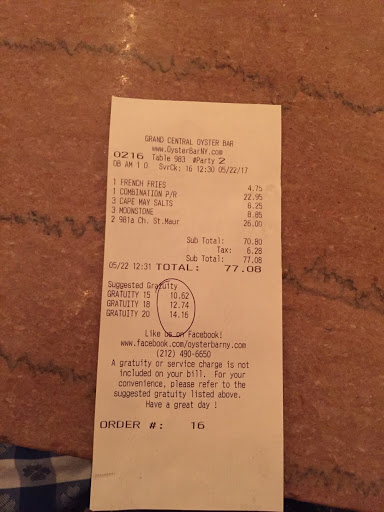 GRAND CENTRAL OYSTER BAR
www.OysterBarNY.com
0216 Table 983 #Party 2
08 AM I O SvrCk: 16 12:30 05/22/17
1 FRENCH FRIES 4.75
1 COMBINATION P/R 22.95
3 CAPE MAY SALTS 8.25
3 MOONSTONE 8.85
2 981a Ch. St.Maur 26.00
Sub Total: 70.80
Tax: 6.28
Sub Total: 77.08
05/22 12:31 TOTAL: 77.08
Suggested Gratuity
GRATUITY 15 10.62
GRATUITY 18 12.74
GRATUITY 20 14.16
Like us on Facebook!
www.facebook.com/oysterbarny.com
(212) 490-6650
A gratuity or service charge is not
included on your bill. For your
convenience, please refer to the
suggested gratuity listed above.
Have a great day !
ORDER #: 16